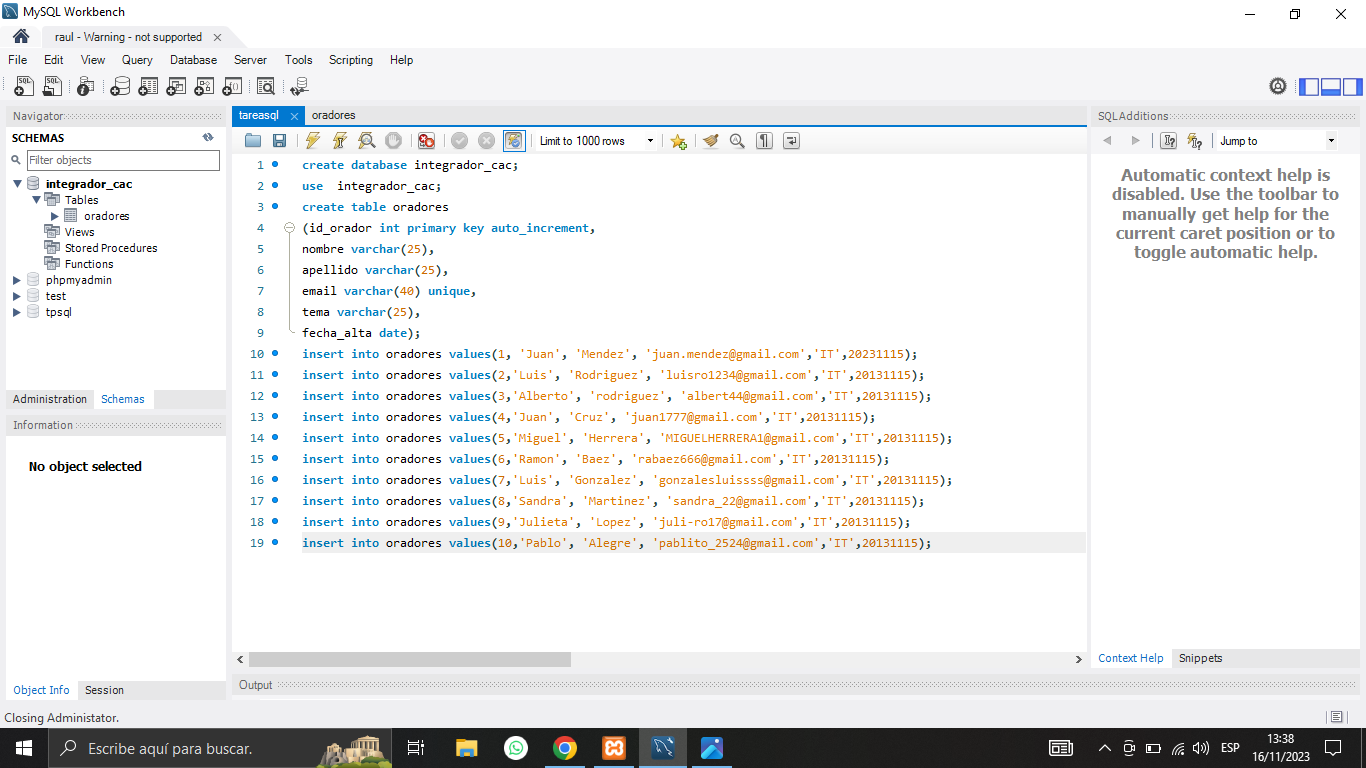 MySQL Workbench
raul - Warning - not supported
File Edit View Query Database Server Tools Scripting Help
Navigator
SCHEMAS
Filter objects
integrador_cac
Tables
oradores
Views
Stored Procedures
Functions
phpmyadmin
test
tpsql
Administration Schemas
Information
No object selected
Object Info Session
tareasql oradores
Limit to 1000 rows
1 create database integrador_cac;
2 use  integrador_cac;
3 create table oradores
4 (id_orador int primary key auto_increment,
5 nombre varchar(25),
6 apellido varchar(25),
7 email varchar(40) unique,
8 tema varchar(25),
9 fecha_alta date);
10 insert into oradores values(1, 'Juan', 'Mendez', 'juan.mendez@gmail.com','IT',20231115);
11 insert into oradores values(2,'Luis', 'Rodriguez', 'luisro1234@gmail.com','IT',20131115);
12 insert into oradores values(3,'Alberto', 'rodriguez', 'albert44@gmail.com','IT',20131115);
13 insert into oradores values(4,'Juan', 'Cruz', 'juan1777@gmail.com','IT',20131115);
14 insert into oradores values(5,'Miguel', 'Herrera', 'MIGUELHERRERA1@gmail.com','IT',20131115);
15 insert into oradores values(6,'Ramon', 'Baez', 'rabaez666@gmail.com','IT',20131115);
16 insert into oradores values(7,'Luis', 'Gonzalez', 'gonzalesluissss@gmail.com','IT',20131115);
17 insert into oradores values(8,'Sandra', 'Martinez', 'sandra_22@gmail.com','IT',20131115);
18 insert into oradores values(9,'Julieta', 'Lopez', 'juli-ro17@gmail.com','IT',20131115);
19 insert into oradores values(10,'Pablo', 'Alegre', 'pablito_2524@gmail.com','IT',20131115);
Output
SQLAdditions
Jump to
Automatic context help is
disabled. Use the toolbar to
manually get help for the
current caret position or to
toggle automatic help.
Context Help Snippets
Closing Administator.
Escribe aquí para buscar.
ESP
13:38
16/11/2023